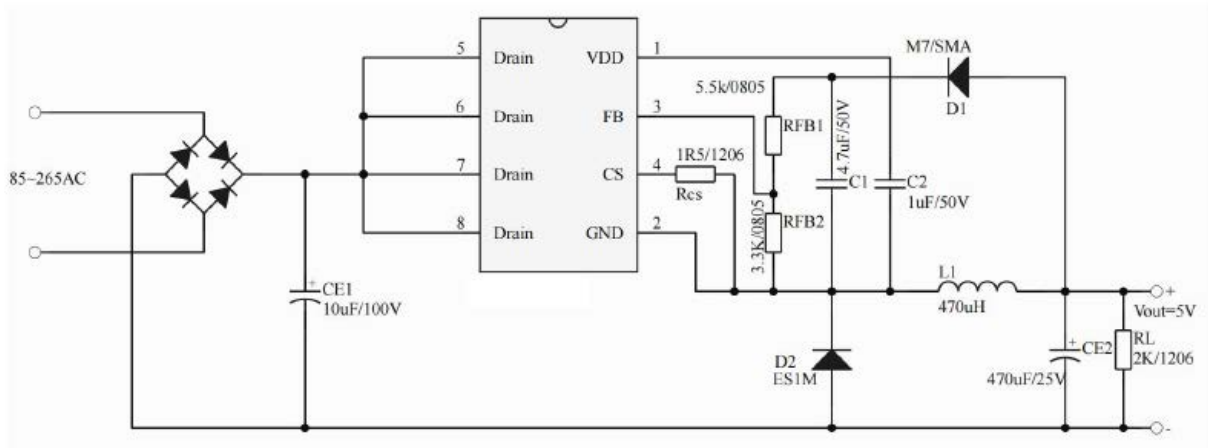 M7/SMA
D1
5 Drain VDD 1
5.5k/0805
6 Drain FB 3
RFB1
4.7uF/50V
85~265AC
1R5/1206
7 Drain CS 4
Rcs
C1
C2
1uF/50V
8 Drain GND 2
RFB2
3.3K/0805
CE1
+
10uF/100V
L1
470uH
+
Vout=5V
D2
ES1M
+
CE2
470uF/25V
RL
2K/1206
-